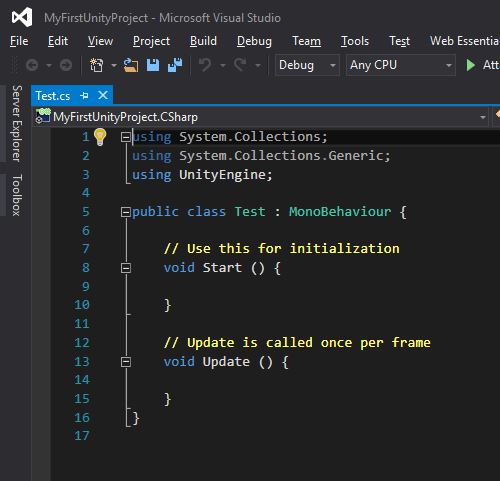 MyFirstUnityProject - Microsoft Visual Studio
File Edit View Project Build Debug Team Tools Test Web Essentia
Debug Any CPU Att
Server Explorer
Toolbox
Test.cs
MyFirstUnityProject.CSharp
1 using System.Collections;
2 using System.Collections.Generic;
3 using UnityEngine;
4
5 public class Test : MonoBehaviour {
6
7 // Use this for initialization
8 void Start () {
9
10 }
11
12 // Update is called once per frame
13 void Update () {
14
15 }
16 }
17